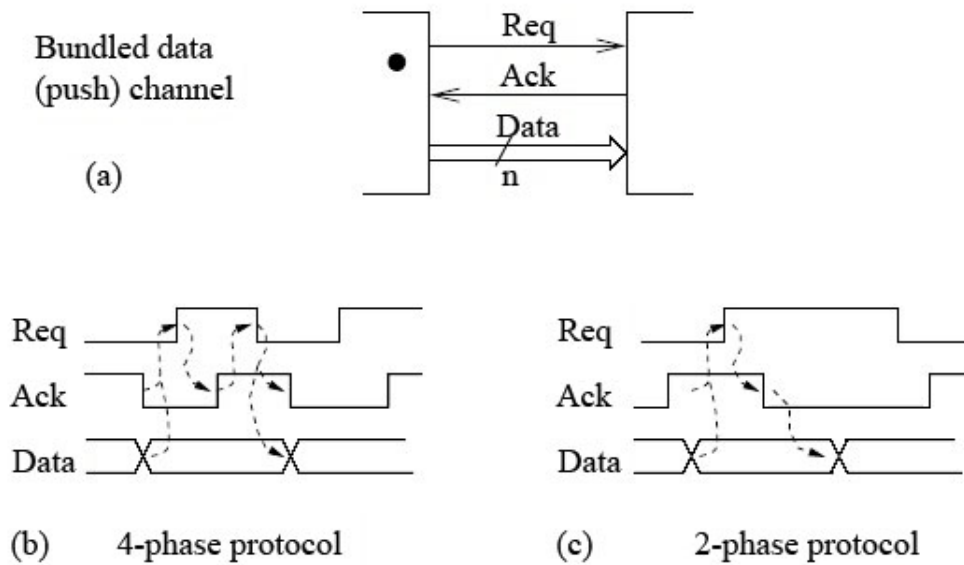 Bundled data
(push) channel
(a)
Req
Ack
Data
n
Req
Ack
Data
(b) 4-phase protocol
Req
Ack
Data
(c) 2-phase protocol